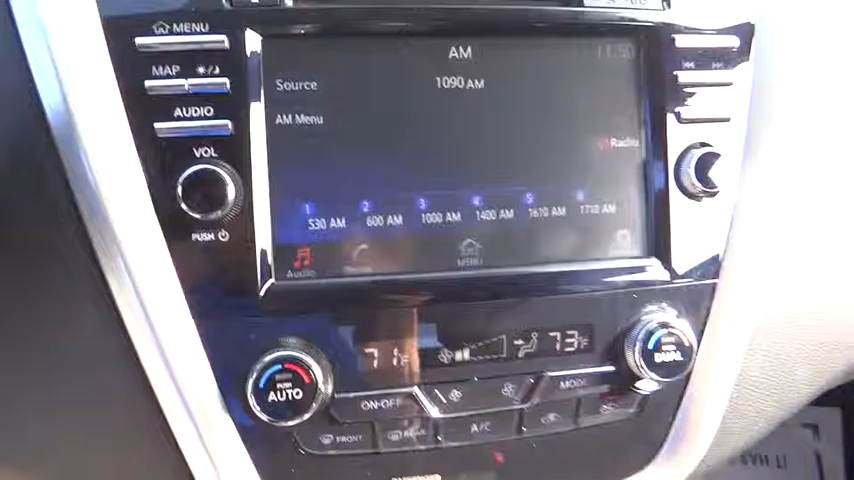 MENU
AM
11:50
MAP
Source
1090 AM
AUDIO
AM Menu
VOL
Radio
1 2 3 4 5 6
530 AM 600 AM 1000 AM 1400 AM 1610 AM 1710 AM
PUSH
Audio
MENU
71°F
73°F
PUSH
AUTO
DUAL
ON·OFF
MODE
FRONT
REAR
A/C